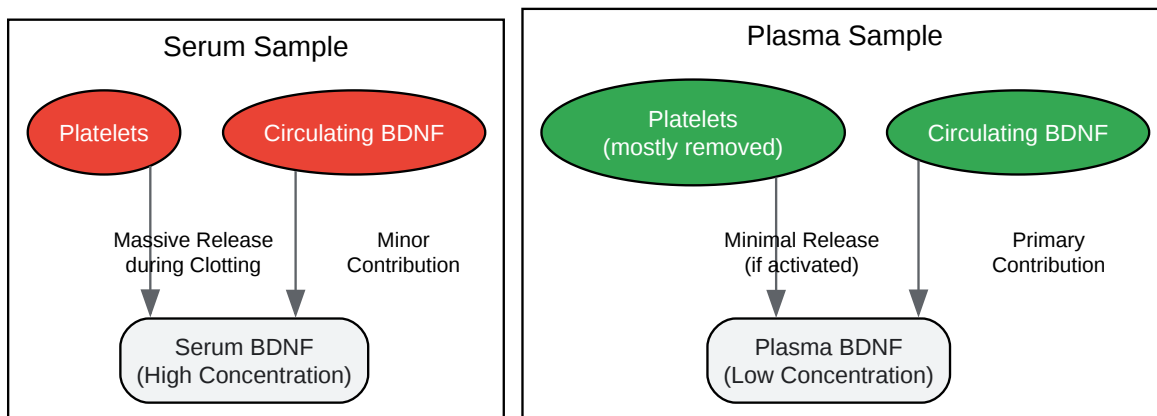 Serum Sample
Platelets
Circulating BDNF
Massive Release
during Clotting
Minor
Contribution
Serum BDNF
(High Concentration)
Plasma Sample
Platelets
(mostly removed)
Circulating BDNF
Minimal Release
(if activated)
Primary
Contribution
Plasma BDNF
(Low Concentration)